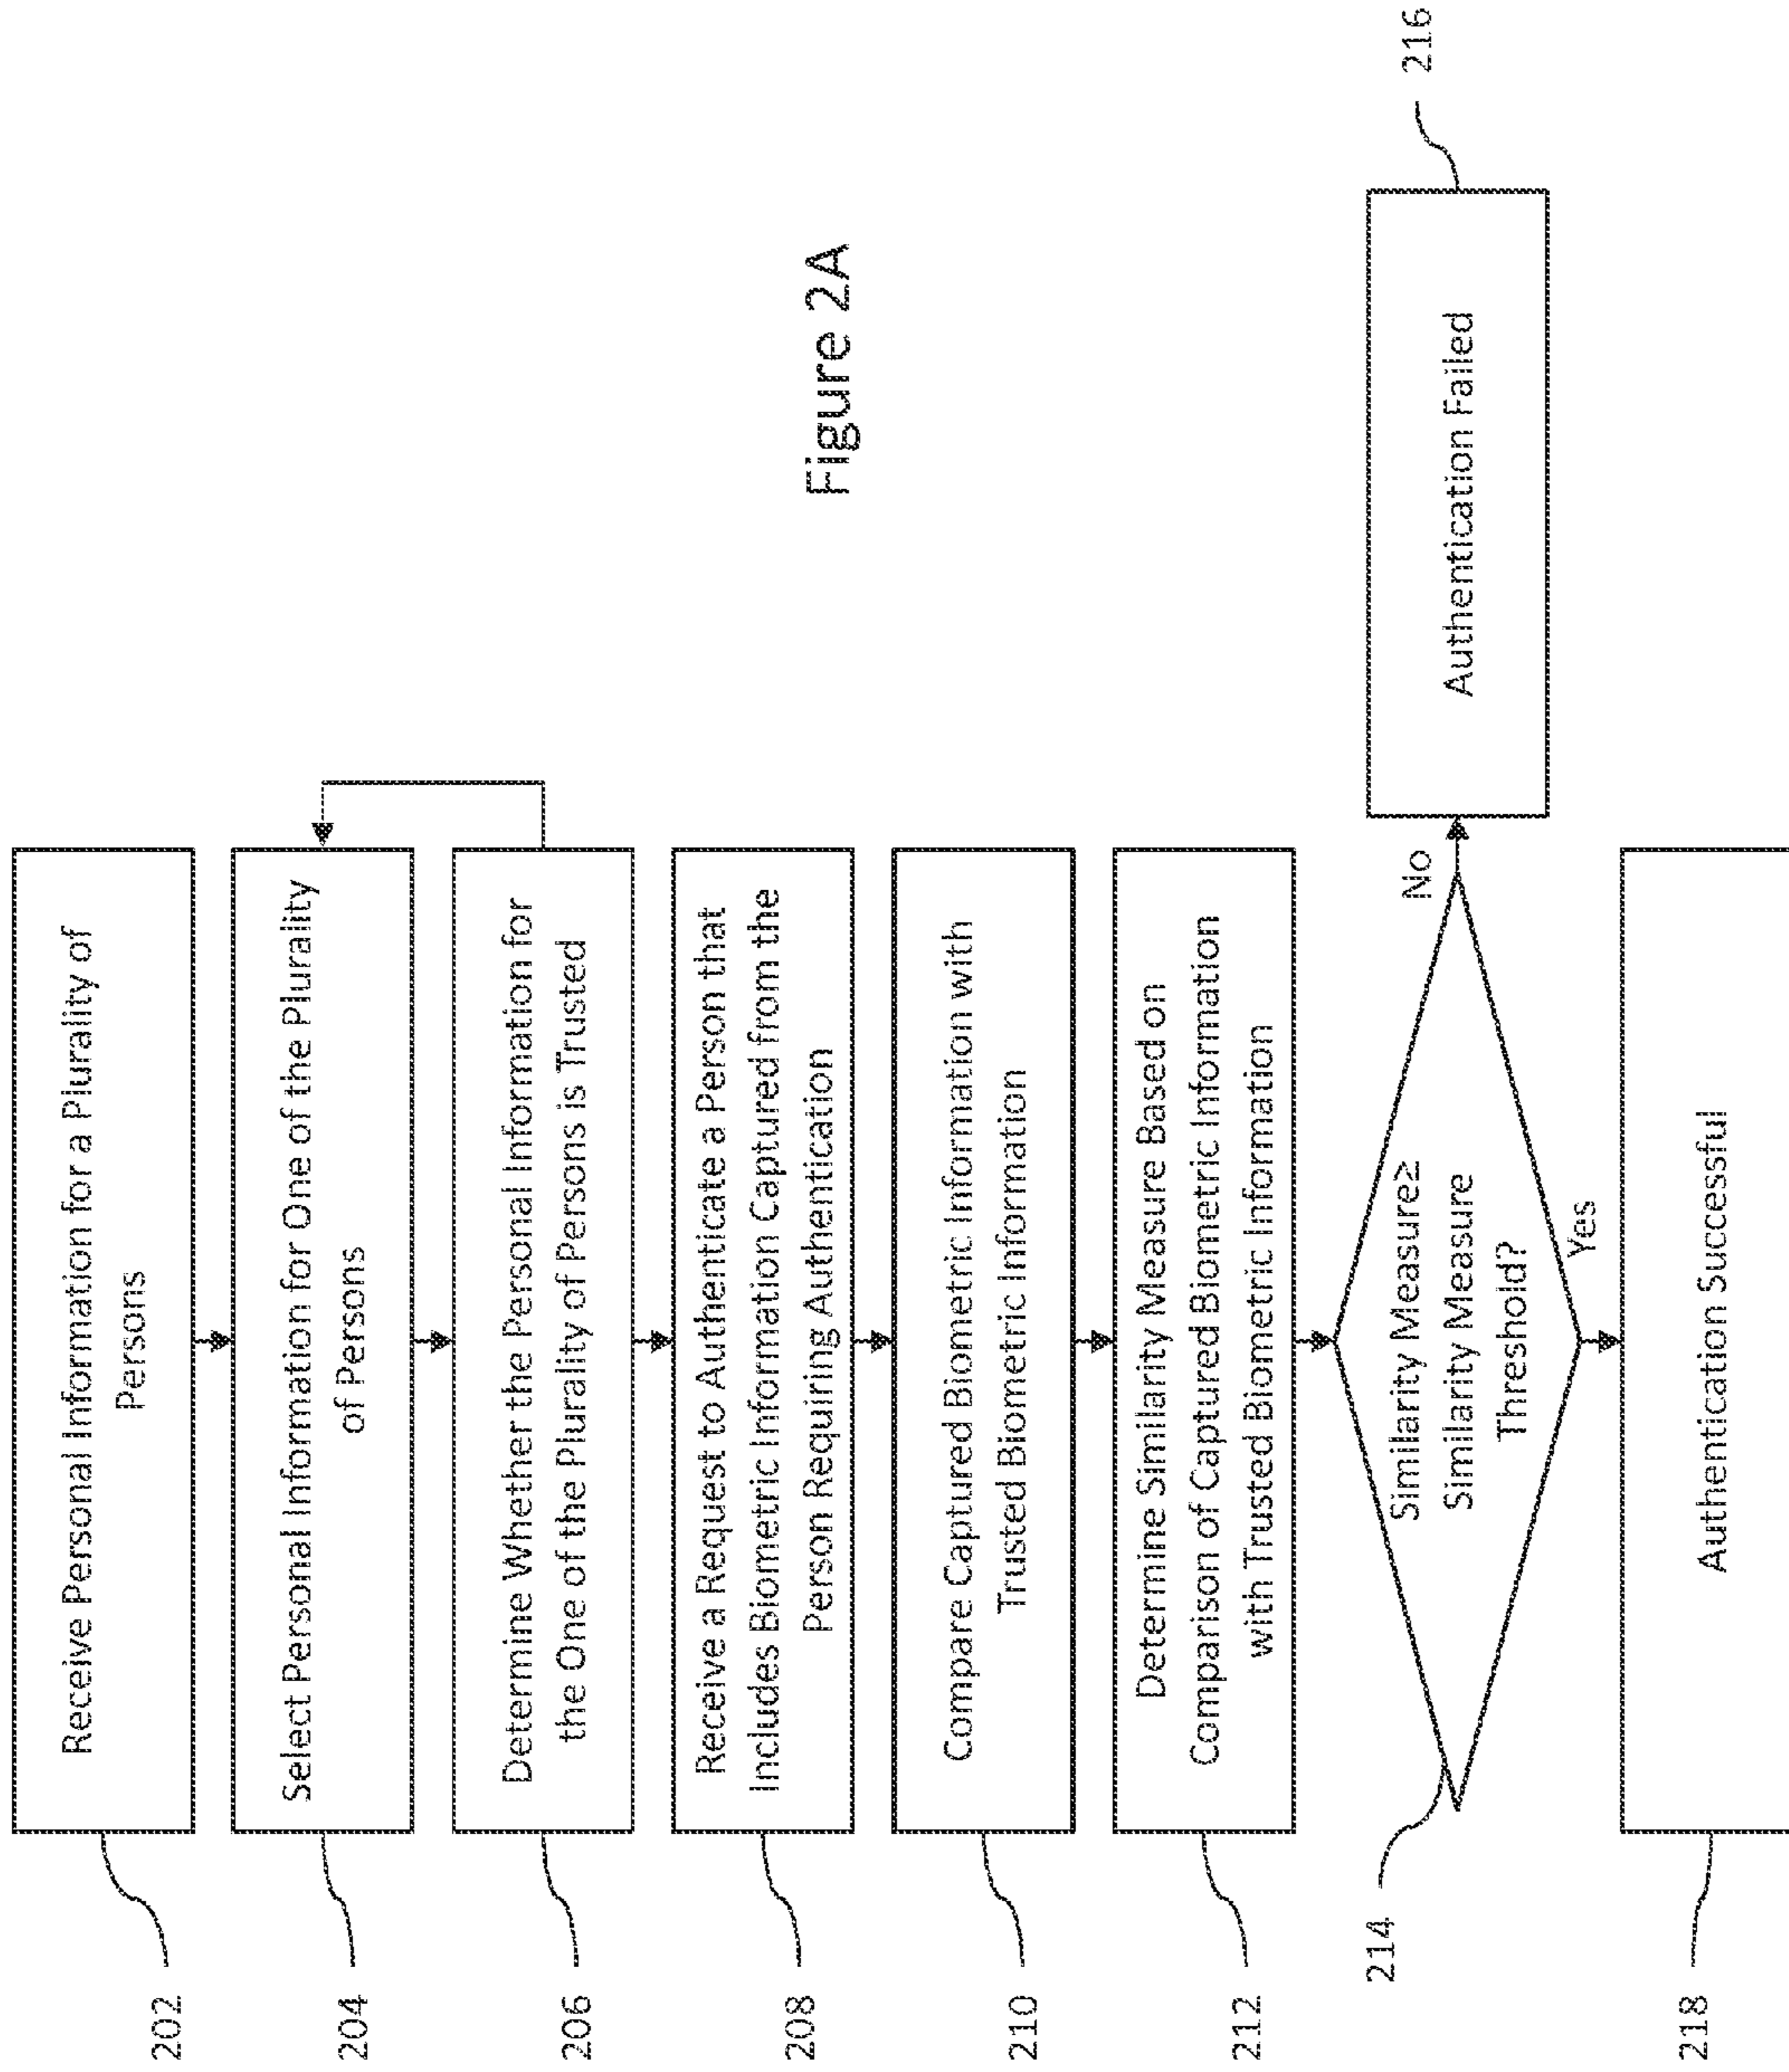 202
Receive Personal Information for a Plurality of
Persons
204
Select Personal Information for One of the Plurality
of Persons
206
Determine Whether the Personal Information for
the One of the Plurality of Persons is Trusted
208
Receive a Request to Authenticate a Person that
Includes Biometric Information Captured from the
Person Requiring Authentication
210
Compare Captured Biometric Information with
Trusted Biometric Information
212
Determine Similarity Measure Based on
Comparison of Captured Biometric Information
with Trusted Biometric Information
214
Similarity Measure≥
Similarity Measure
Threshold?
No
Authentication Failed
216
Yes
218
Authentication Successful
Figure 2A